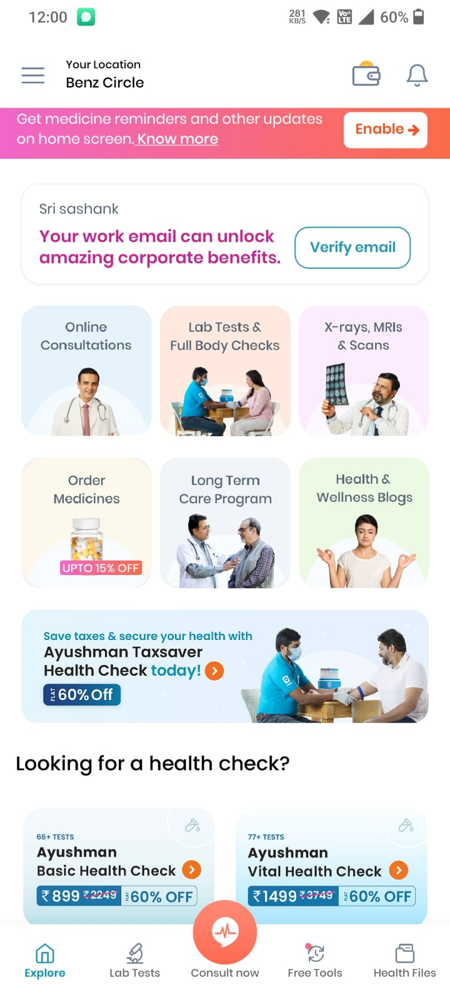 12:00
281
KB/S
Vo
LTE
60%
Your Location
Benz Circle
Get medicine reminders and other updates
on home screen. Know more
Enable
Sri sashank
Your work email can unlock
amazing corporate benefits.
Verify email
Online
Consultations
Lab Tests &
Full Body Checks
X-rays, MRIs
& Scans
Order
Medicines
UPTO 15% OFF
Long Term
Care Program
Health &
Wellness Blogs
Save taxes & secure your health with
Ayushman Taxsaver
Health Check today!
FLAT 60% Off
Looking for a health check?
66+ TESTS
Ayushman
Basic Health Check
₹899 ₹2249 FLAT 60% OFF
77+ TESTS
Ayushman
Vital Health Check
₹1499 ₹3749 FLAT 60% OFF
Explore
Lab Tests
Consult now
Free Tools
Health Files